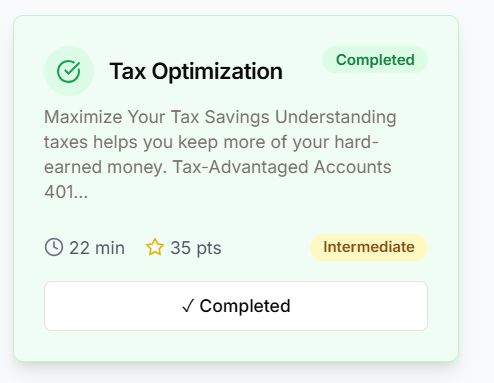 Tax Optimization
Completed
Maximize Your Tax Savings Understanding
taxes helps you keep more of your hard-
earned money. Tax-Advantaged Accounts
401...
22 min 35 pts
Intermediate
✓ Completed